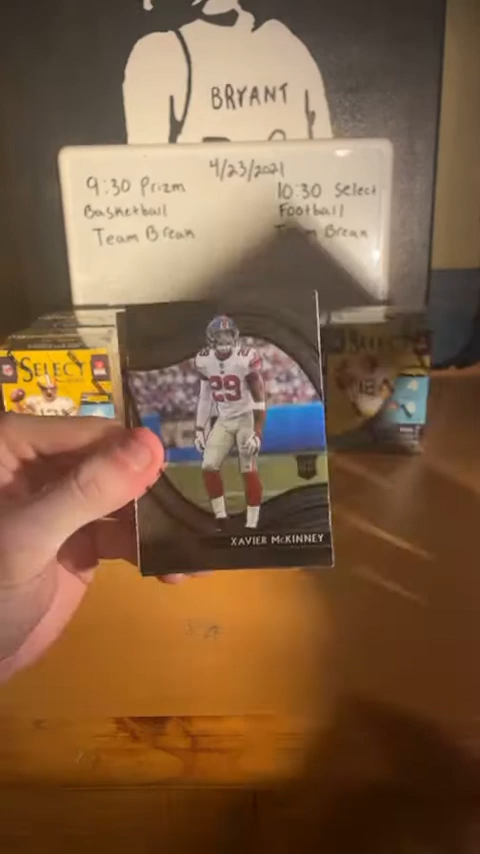 BRYANT
4/23/2021
9:30 Prizm
Basketball
Team Break
10:30 Select
Football
Team Break
SELECT
29
XAVIER McKINNEY